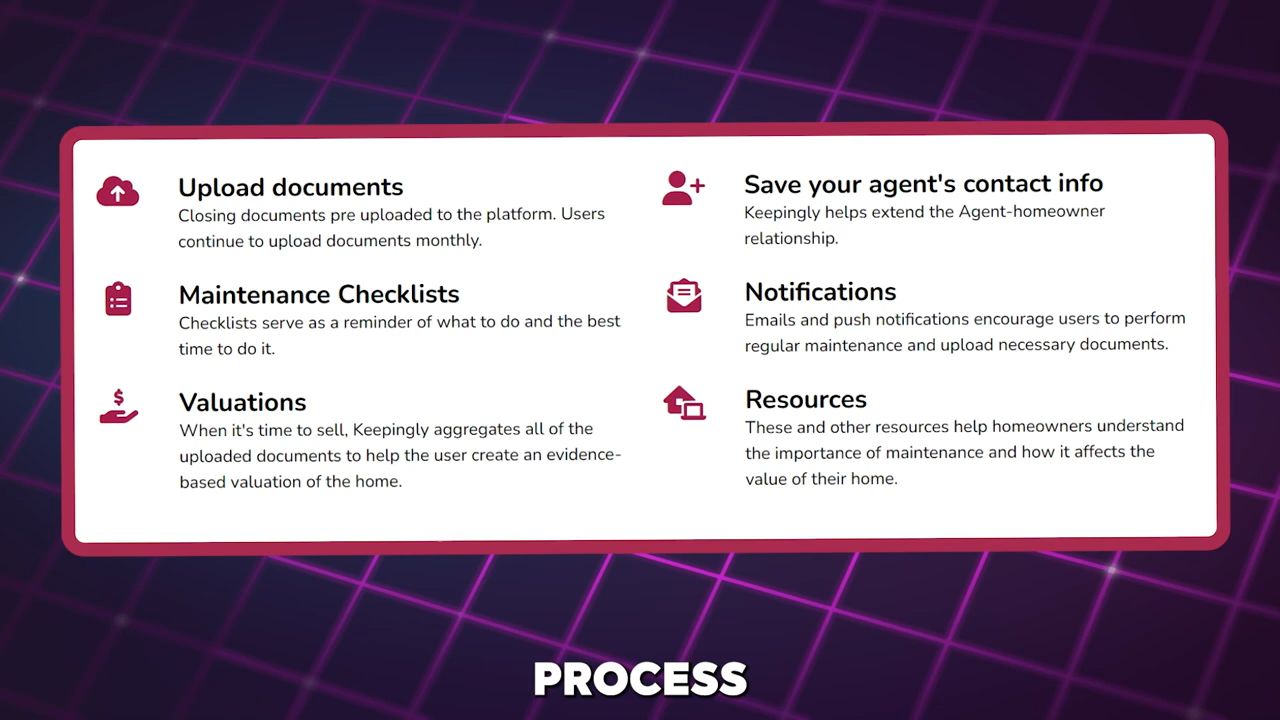 Upload documents
Closing documents pre uploaded to the platform. Users
continue to upload documents monthly.
Maintenance Checklists
Checklists serve as a reminder of what to do and the best
time to do it.
Valuations
When it's time to sell, Keepingly aggregates all of the
uploaded documents to help the user create an evidence-
based valuation of the home.
Save your agent's contact info
Keepingly helps extend the Agent-homeowner
relationship.
Notifications
Emails and push notifications encourage users to perform
regular maintenance and upload necessary documents.
Resources
These and other resources help homeowners understand
the importance of maintenance and how it affects the
value of their home.
PROCESS